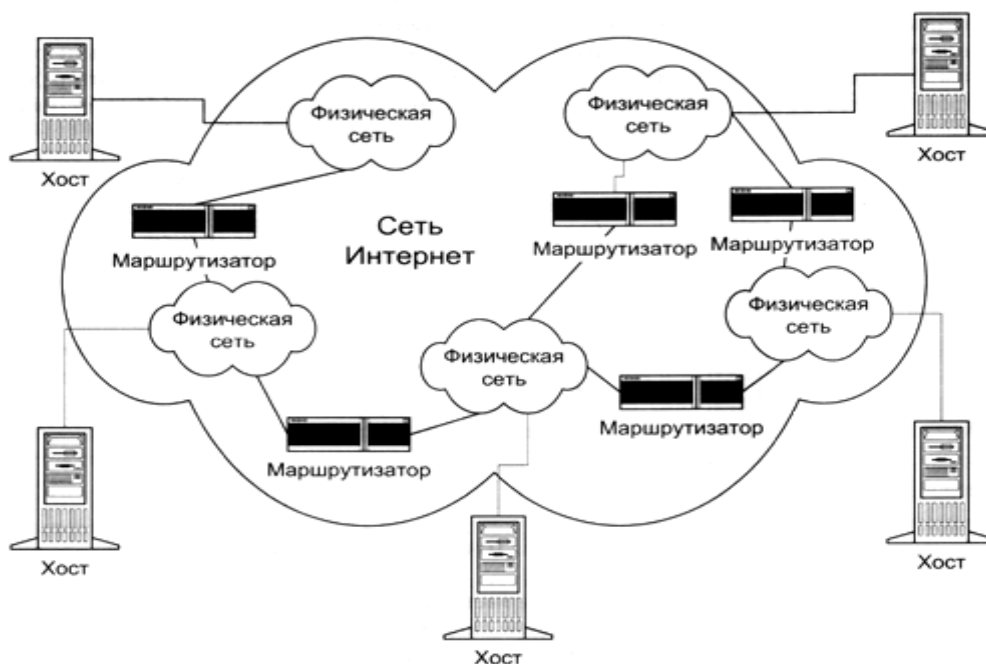 Физическая
сеть
Физическая
сеть
Хост
Хост
Сеть
Интернет
Маршрутизатор
Маршрутизатор
Маршрутизатор
Физическая
сеть
Физическая
сеть
Физическая
сеть
Маршрутизатор
Маршрутизатор
Хост
Хост
Хост